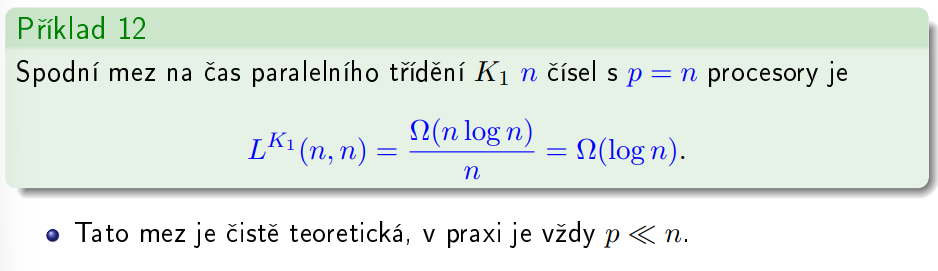 Příklad 12
Spodní mez na čas paralelního třídění K₁ n čísel s p = n procesory je
L^{K₁}(n, n) = Ω(n log n)/n = Ω(log n).
Tato mez je čistě teoretická, v praxi je vždy p ≪ n.